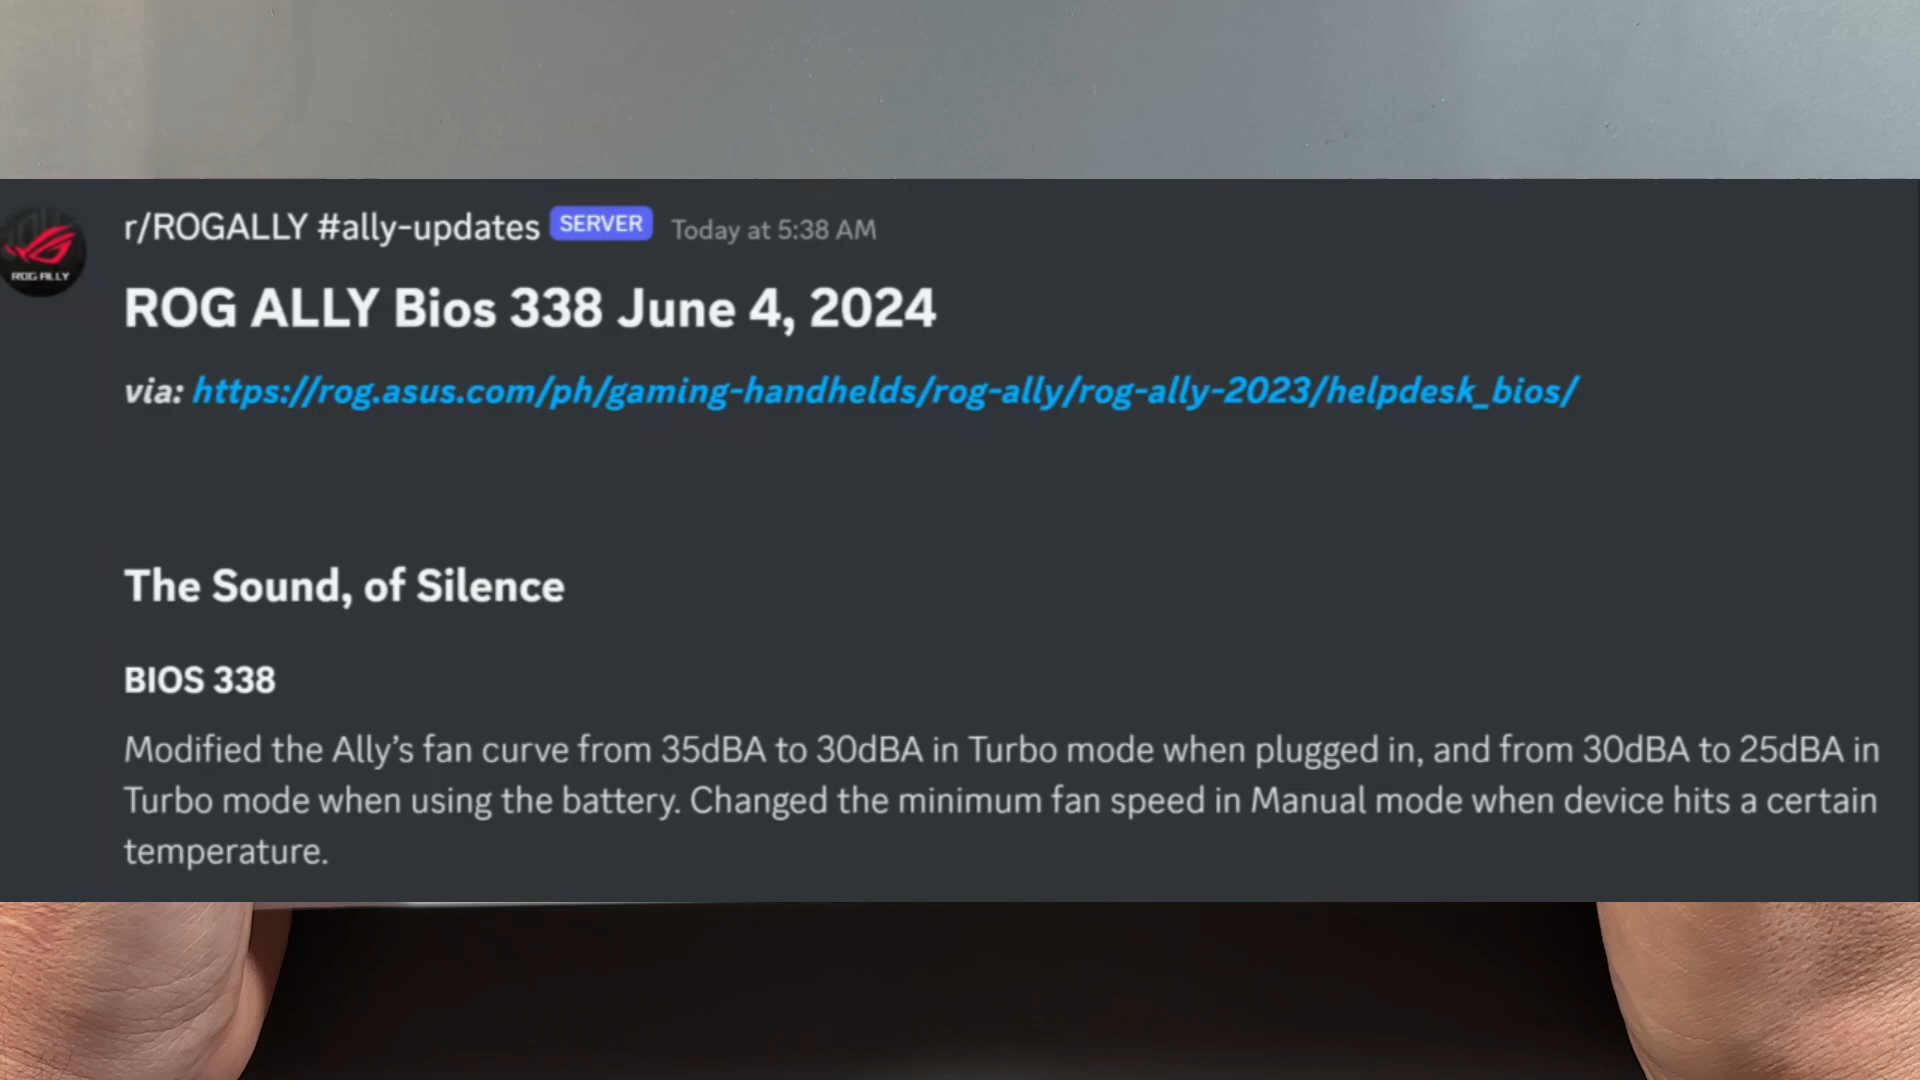 r/ROGALLY #ally-updates SERVER Today at 5:38 AM
ROG ALLY
ROG ALLY Bios 338 June 4, 2024
via: https://rog.asus.com/ph/gaming-handhelds/rog-ally/rog-ally-2023/helpdesk_bios/
The Sound, of Silence
BIOS 338
Modified the Ally’s fan curve from 35dBA to 30dBA in Turbo mode when plugged in, and from 30dBA to 25dBA in
Turbo mode when using the battery. Changed the minimum fan speed in Manual mode when device hits a certain
temperature.